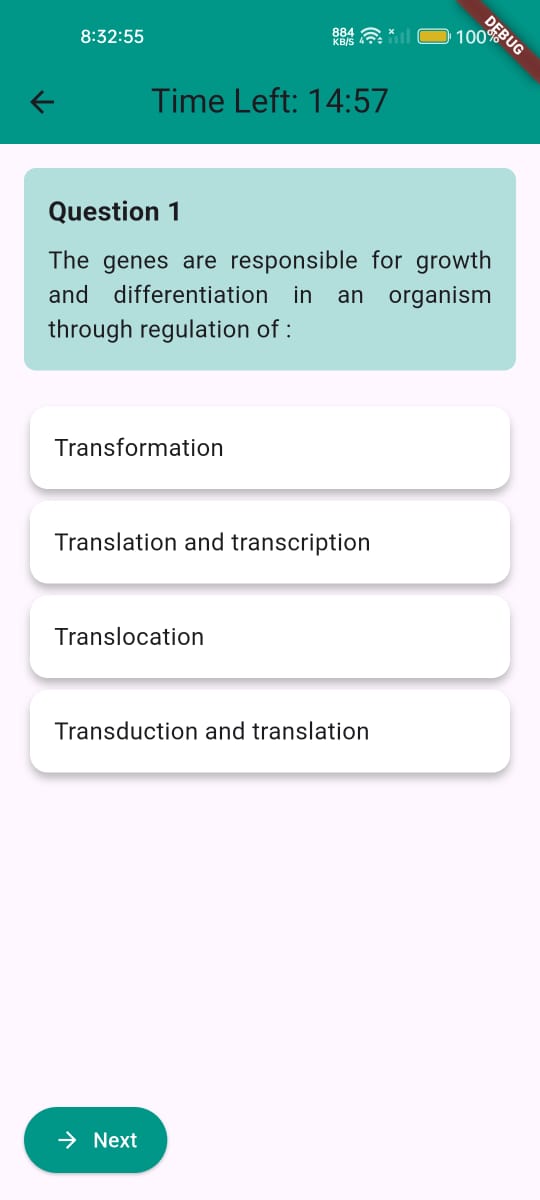 8:32:55
884
KB/S
4
100%
DEBUG
Time Left: 14:57
Question 1
The genes are responsible for growth
and differentiation in an organism
through regulation of :
Transformation
Translation and transcription
Translocation
Transduction and translation
Next